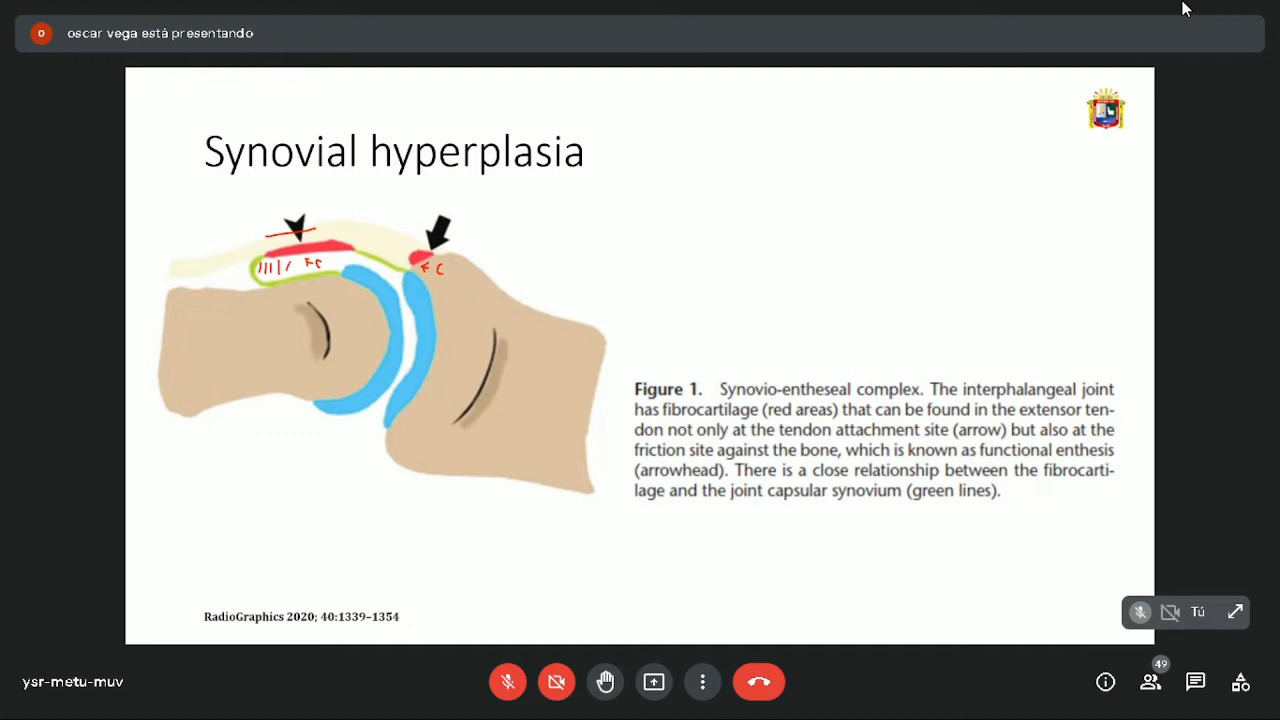 O
oscar vega está presentando
Synovial hyperplasia
FC
FC
Figure 1. Synovio-entheseal complex. The interphalangeal joint
has fibrocartilage (red areas) that can be found in the extensor ten-
don not only at the tendon attachment site (arrow) but also at the
friction site against the bone, which is known as functional enthesis
(arrowhead). There is a close relationship between the fibrocarti-
lage and the joint capsular synovium (green lines).
RadioGraphics 2020; 40:1339–1354
Tú
ysr-metu-muv
49